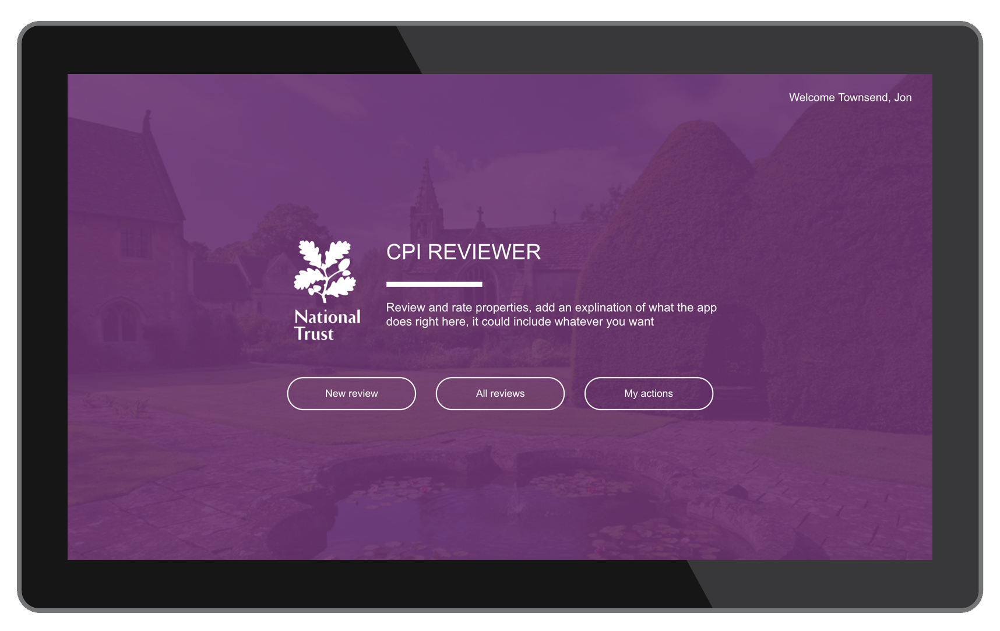 Welcome Townsend, Jon
CPI REVIEWER
Review and rate properties, add an explination of what the app
does right here, it could include whatever you want
National
Trust
New review
All reviews
My actions